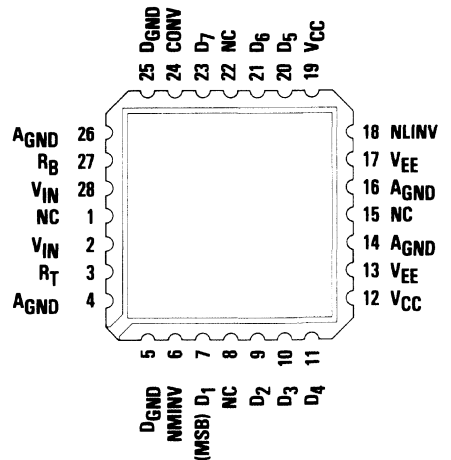 25 DGND
24 CONV
23 D7
22 NC
21 D6
20 D5
19 VCC
AGND 26
RB 27
VIN 28
NC 1
VIN 2
RT 3
AGND 4
18 NLINV
17 VEE
16 AGND
15 NC
14 AGND
13 VEE
12 VCC
5 DGND
6 NMINV
7 (MSB) D1
8 NC
9 D2
10 D3
11 D4